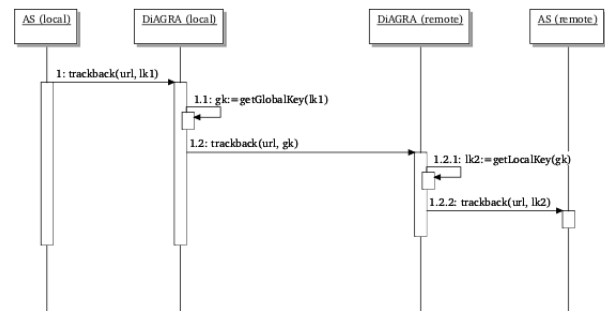 AS (local)
DiAGRA (local)
DiAGRA (remote)
AS (remote)
1: trackback(url, lk1)
1.1: gk:=getGlobalKey(lk1)
1.2: trackback(url, gk)
1.2.1: lk2:=getLocalKey(gk)
1.2.2: trackback(url, lk2)